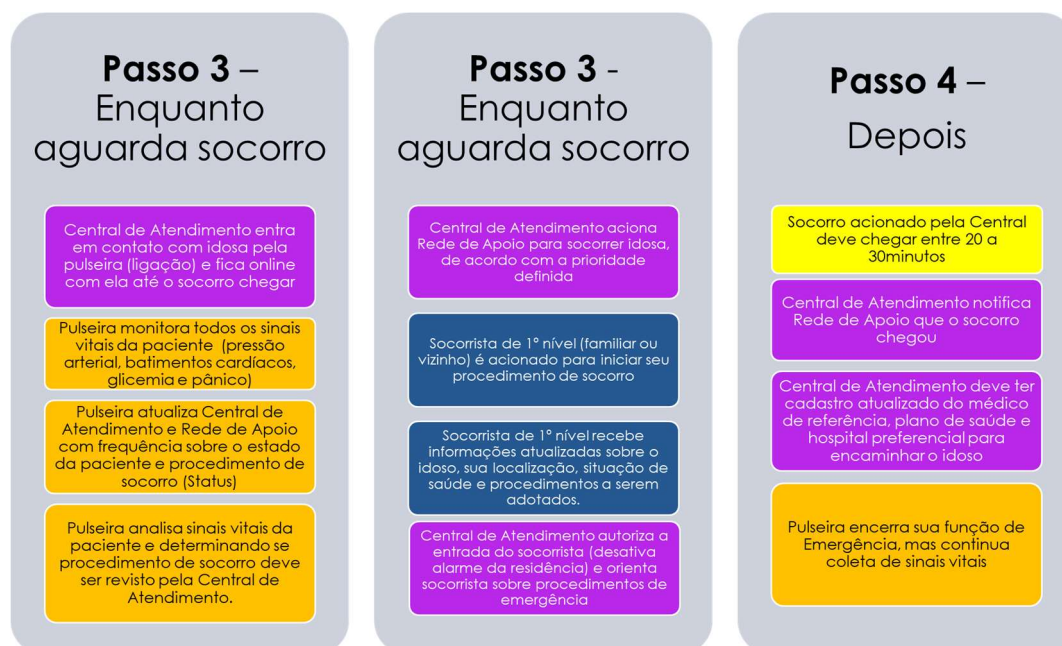 Passo 3 –
Enquanto
aguarda socorro
Central de Atendimento entra
em contato com idosa pela
pulseira (ligação) e fica online
com ela até o socorro chegar
Pulseira monitora todos os sinais
vitais da paciente (pressão
arterial, batimentos cardíacos,
glicemia e pânico)
Pulseira atualiza Central de
Atendimento e Rede de Apoio
com frequência sobre o estado
da paciente e procedimento de
socorro (Status)
Pulseira analisa sinais vitais da
paciente e determinando se
procedimento de socorro deve
ser revisto pela Central de
Atendimento.
Passo 3 -
Enquanto
aguarda socorro
Central de Atendimento aciona
Rede de Apoio para socorrer idosa,
de acordo com a prioridade
definida
Socorrista de 1º nível (familiar ou
vizinho) é acionado para iniciar seu
procedimento de socorro
Socorrista de 1º nível recebe
informações atualizadas sobre o
idoso, sua localização, situação de
saúde e procedimentos a serem
adotados.
Central de Atendimento autoriza a
entrada do socorrista (desativa
alarme da residência) e orienta
socorrista sobre procedimentos de
emergência
Passo 4 –
Depois
Socorro acionado pela Central
deve chegar entre 20 a
30minutos
Central de Atendimento notifica
Rede de Apoio que o socorro
chegou
Central de Atendimento deve ter
cadastro atualizado do médico
de referência, plano de saúde e
hospital preferencial para
encaminhar o idoso
Pulseira encerra sua função de
Emergência, mas continua
coleta de sinais vitais